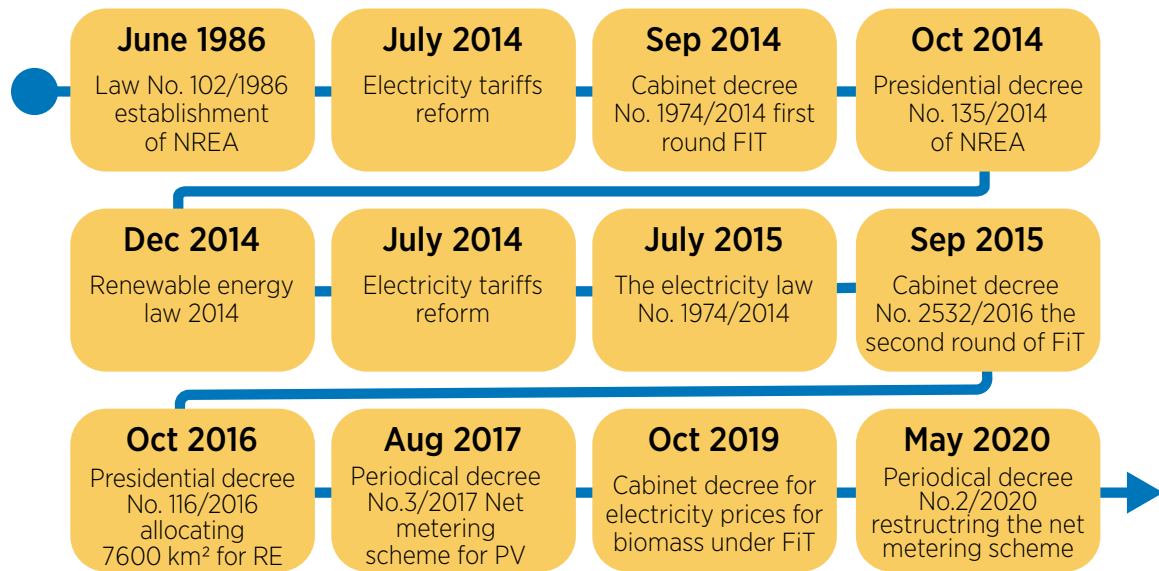 June 1986
Law No. 102/1986
establishment
of NREA
July 2014
Electricity tariffs
reform
Sep 2014
Cabinet decree
No. 1974/2014 first
round FIT
Oct 2014
Presidential decree
No. 135/2014
of NREA
Dec 2014
Renewable energy
law 2014
July 2014
Electricity tariffs
reform
July 2015
The electricity law
No. 1974/2014
Sep 2015
Cabinet decree
No. 2532/2016 the
second round of FiT
Oct 2016
Presidential decree
No. 116/2016
allocating
7600 km² for RE
Aug 2017
Periodical decree
No.3/2017 Net
metering
scheme for PV
Oct 2019
Cabinet decree for
electricity prices for
biomass under FiT
May 2020
Periodical decree
No.2/2020
restructring the net
metering scheme